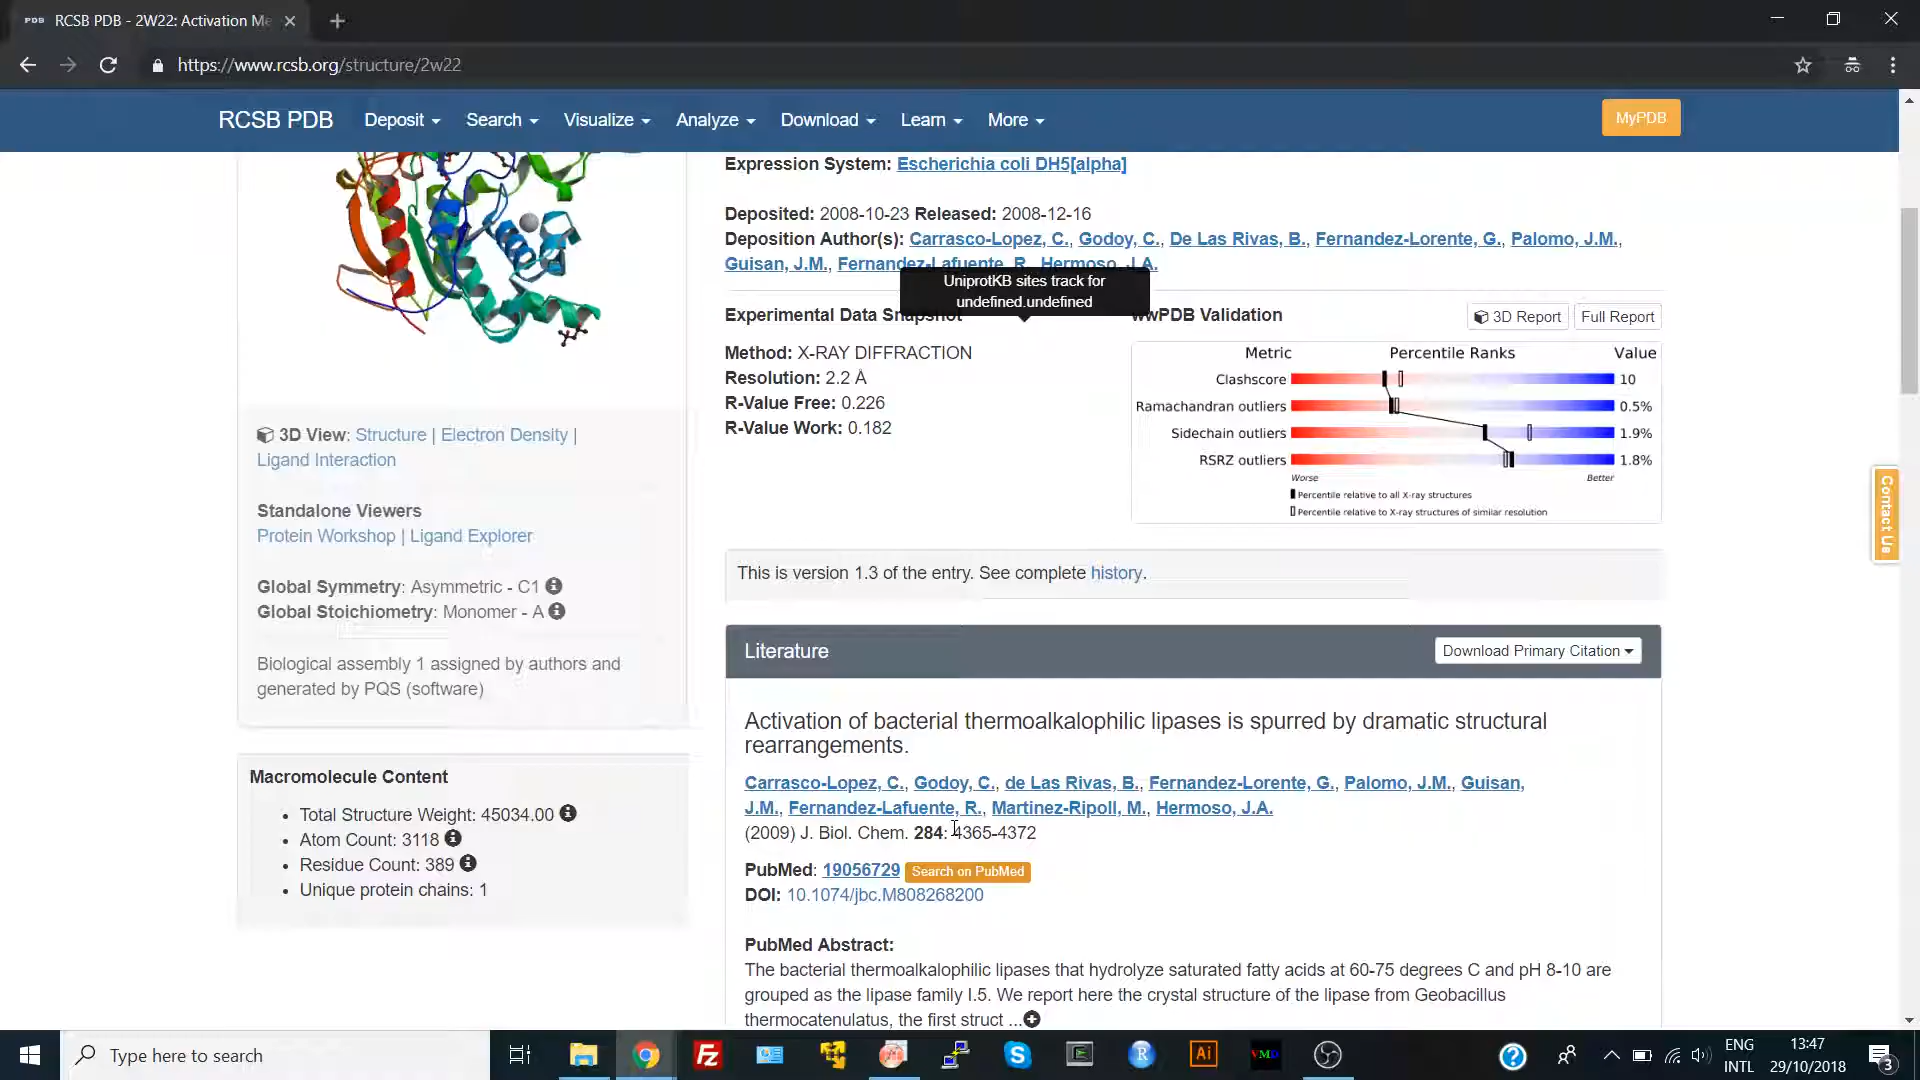 PDB RCSB PDB - 2W22: Activation Me
https://www.rcsb.org/structure/2w22
RCSB PDB Deposit Search Visualize Analyze Download Learn More MyPDB
Expression System: Escherichia coli DH5[alpha]
Deposited: 2008-10-23 Released: 2008-12-16
Deposition Author(s): Carrasco-Lopez, C., Godoy, C., De Las Rivas, B., Fernandez-Lorente, G., Palomo, J.M.,
Guisan, J.M., Fernandez-Lafuente, R., Hermoso, J.A.
UniprotKB sites track for
undefined.undefined
Experimental Data Snapshot
Method: X-RAY DIFFRACTION
Resolution: 2.2 Å
R-Value Free: 0.226
R-Value Work: 0.182
wwPDB Validation 3D Report Full Report
Metric Percentile Ranks Value
Clashscore 10
Ramachandran outliers 0.5%
Sidechain outliers 1.9%
RSRZ outliers 1.8%
Worse Better
Percentile relative to all X-ray structures
Percentile relative to X-ray structures of similar resolution
3D View: Structure | Electron Density |
Ligand Interaction
Standalone Viewers
Protein Workshop | Ligand Explorer
Global Symmetry: Asymmetric - C1
Global Stoichiometry: Monomer - A
Biological assembly 1 assigned by authors and
generated by PQS (software)
Macromolecule Content
• Total Structure Weight: 45034.00
• Atom Count: 3118
• Residue Count: 389
• Unique protein chains: 1
This is version 1.3 of the entry. See complete history.
Literature Download Primary Citation
Activation of bacterial thermoalkalophilic lipases is spurred by dramatic structural
rearrangements.
Carrasco-Lopez, C., Godoy, C., de Las Rivas, B., Fernandez-Lorente, G., Palomo, J.M., Guisan,
J.M., Fernandez-Lafuente, R., Martinez-Ripoll, M., Hermoso, J.A.
(2009) J. Biol. Chem. 284: 4365-4372
PubMed: 19056729 Search on PubMed
DOI: 10.1074/jbc.M808268200
PubMed Abstract:
The bacterial thermoalkalophilic lipases that hydrolyze saturated fatty acids at 60-75 degrees C and pH 8-10 are
grouped as the lipase family I.5. We report here the crystal structure of the lipase from Geobacillus
thermocatenulatus, the first struct ...
Contact Us
Type here to search
Fz
S
R
Ai
VMD
ENG
INTL
13:47
29/10/2018
3